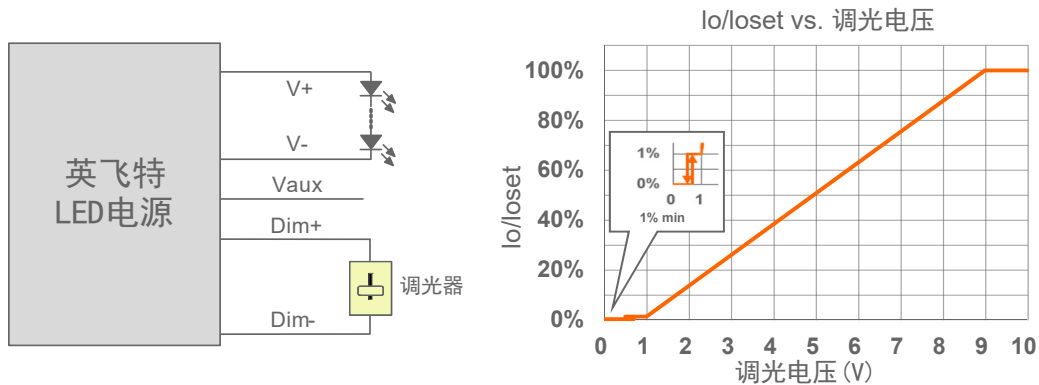 英飞特
LED电源
V+
V-
Vaux
Dim+
Dim-
调光器
Io/Ioset vs. 调光电压
Io/Ioset
100%
80%
60%
40%
20%
0%
1%
0%
0 1
1% min
0 1 2 3 4 5 6 7 8 9 10
调光电压(V)